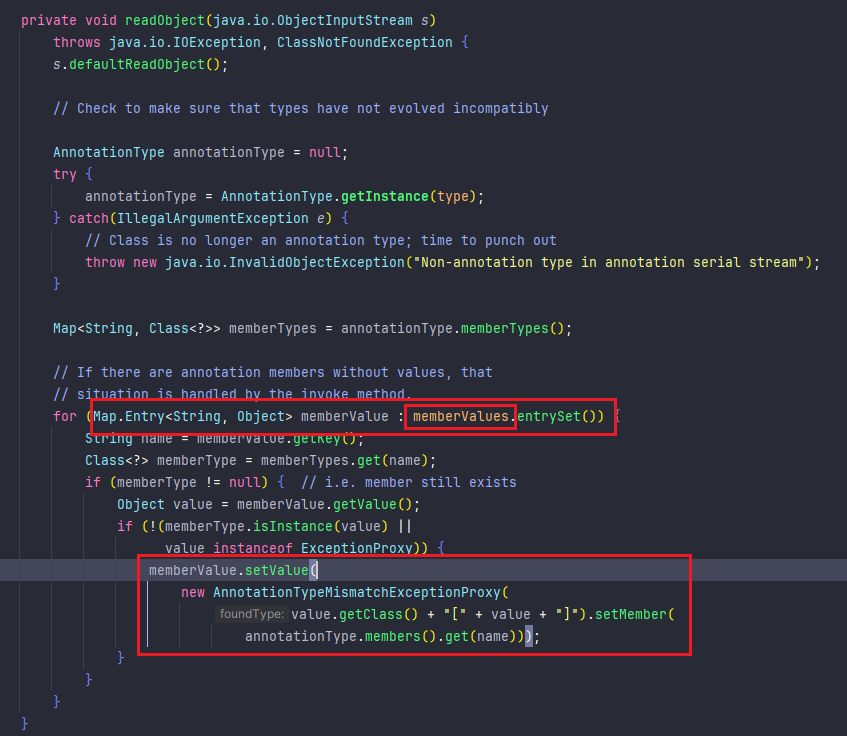 private void readObject(java.io.ObjectInputStream s)
throws java.io.IOException, ClassNotFoundException {
s.defaultReadObject();
// Check to make sure that types have not evolved incompatibly
AnnotationType annotationType = null;
try {
annotationType = AnnotationType.getInstance(type);
} catch(IllegalArgumentException e) {
// Class is no longer an annotation type; time to punch out
throw new java.io.InvalidObjectException("Non-annotation type in annotation serial stream");
}
Map<String, Class<?>> memberTypes = annotationType.memberTypes();
// If there are annotation members without values, that
// situation is handled by the invoke method.
for (Map.Entry<String, Object> memberValue : memberValues.entrySet()) {
String name = memberValue.getKey();
Class<?> memberType = memberTypes.get(name);
if (memberType != null) {  // i.e. member still exists
Object value = memberValue.getValue();
if (!(memberType.isInstance(value) ||
value instanceof ExceptionProxy)) {
memberValue.setValue(
new AnnotationTypeMismatchExceptionProxy(
foundType: value.getClass() + "[" + value + "]").setMember(
annotationType.members().get(name)));
}
}
}
}